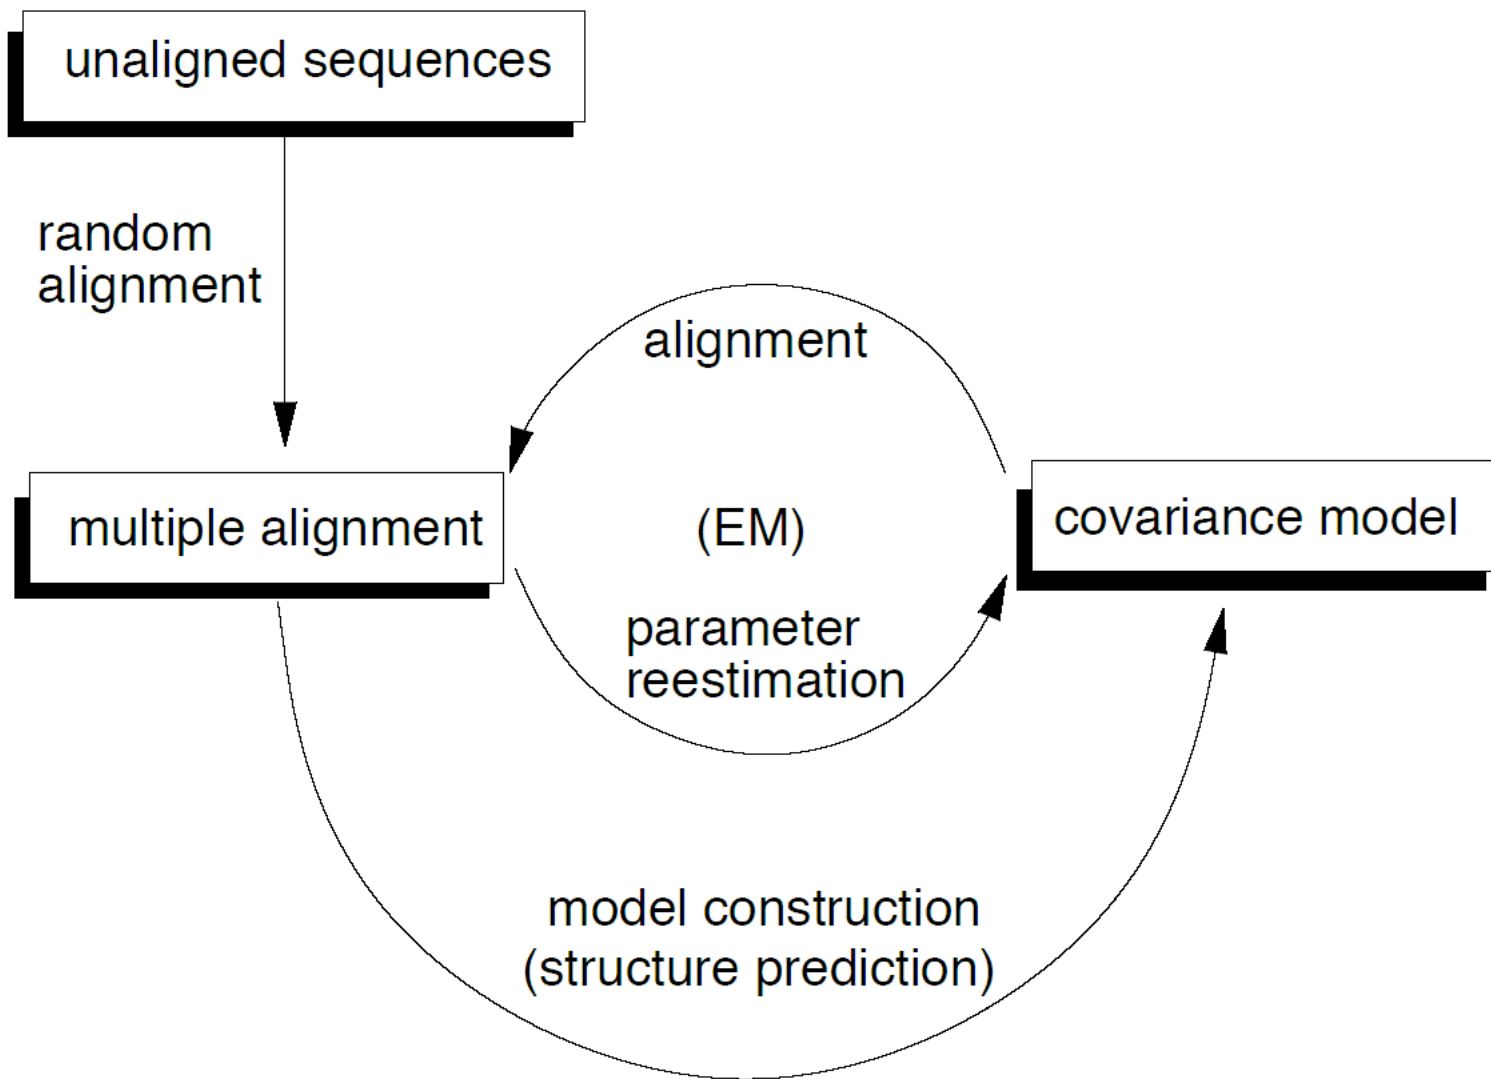 unaligned sequences
random
alignment
alignment
multiple alignment
(EM)
covariance model
parameter
reestimation
model construction
(structure prediction)